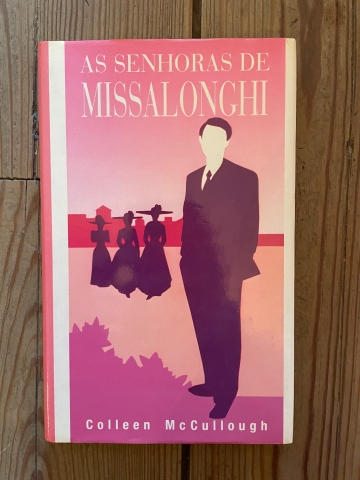 AS SENHORAS DE
MISSALONGHI
Colleen McCullough